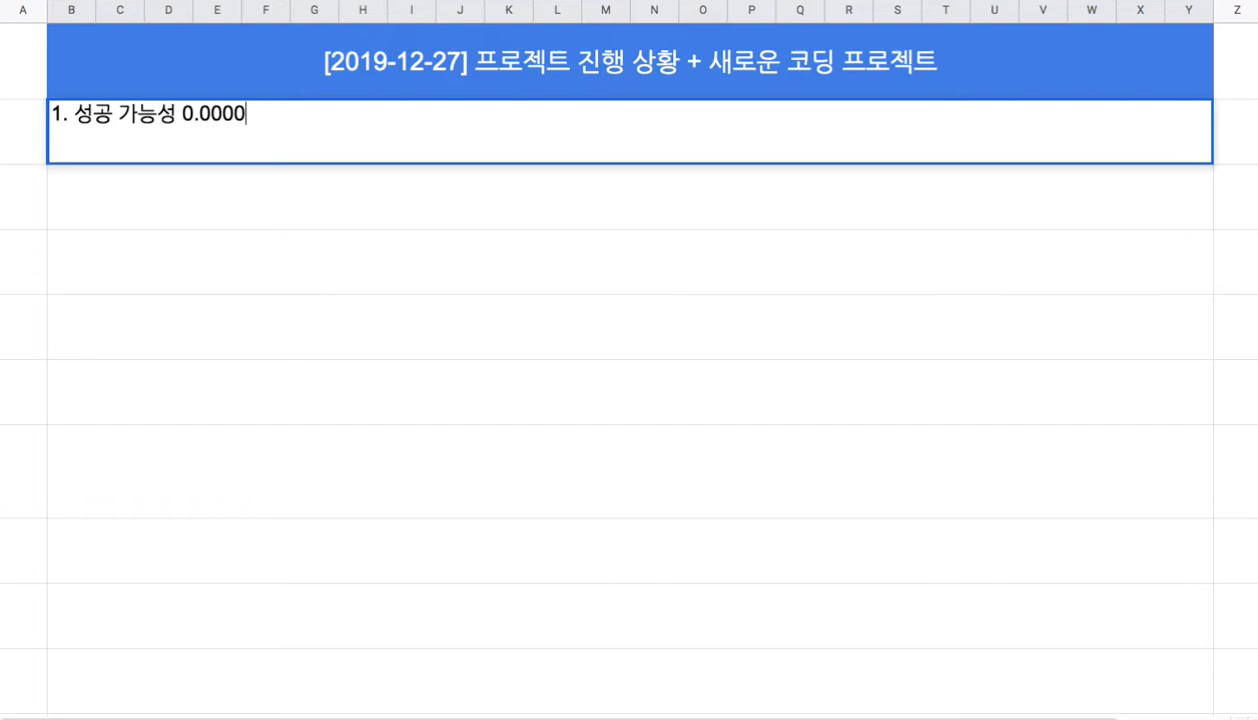 A B C D E F G H I J K L M N O P Q R S T U V W X Y Z
[2019-12-27] 프로젝트 진행 상황 + 새로운 코딩 프로젝트
1. 성공 가능성 0.0000